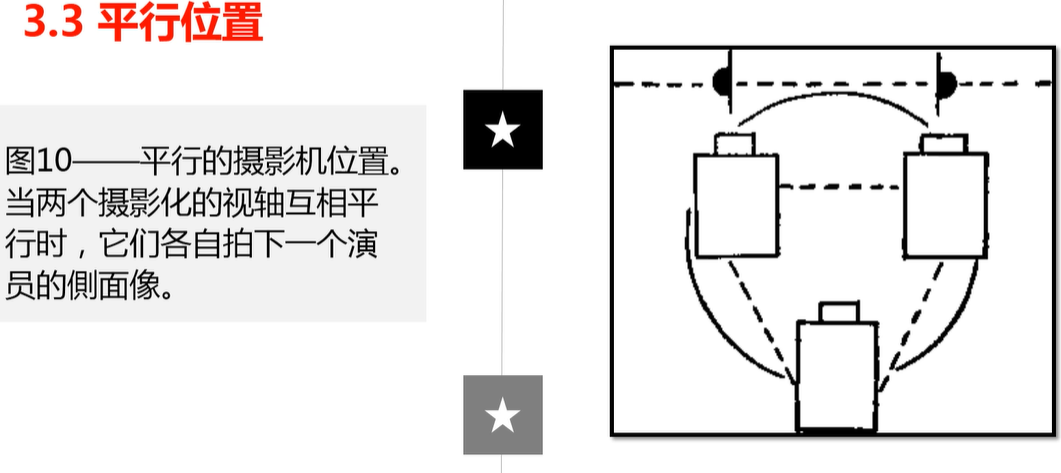 3.3 平行位置
图10——平行的摄影机位置。
当两个摄影化的视轴互相平
行时，它们各自拍下一个演
员的側面像。